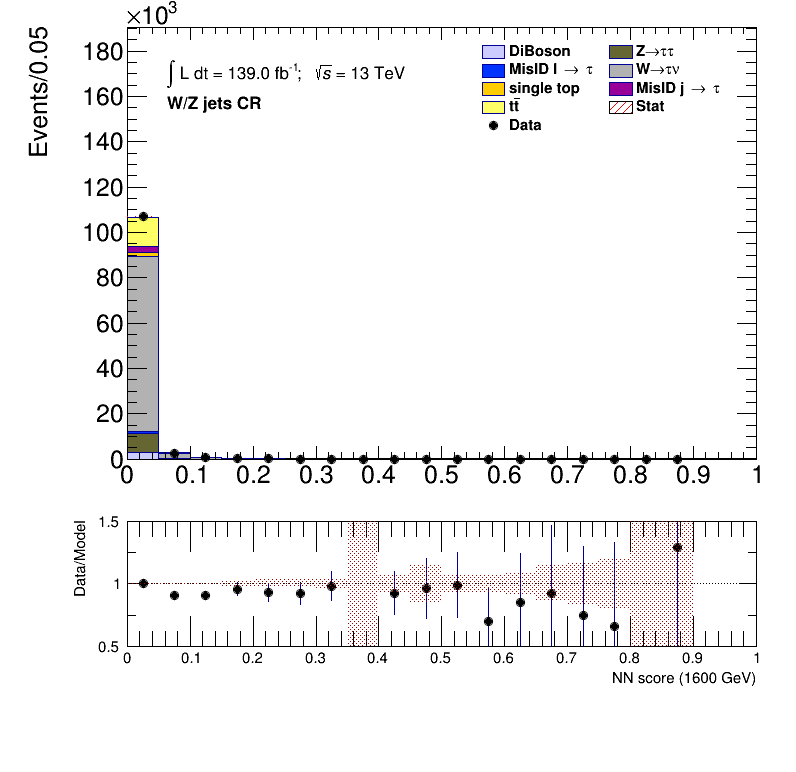 ×10³
Events/0.05
180
160
140
120
100
80
60
40
20
0
∫ L dt = 139.0 fb⁻¹; √s = 13 TeV
W/Z jets CR
DiBoson
Z→ττ
MisID l → τ
W→τν
single top
MisID j → τ
tt̄
Stat
Data
0 0.1 0.2 0.3 0.4 0.5 0.6 0.7 0.8 0.9 1
Data/Model
1.5
1
0.5
0 0.1 0.2 0.3 0.4 0.5 0.6 0.7 0.8 0.9 1
NN score (1600 GeV)